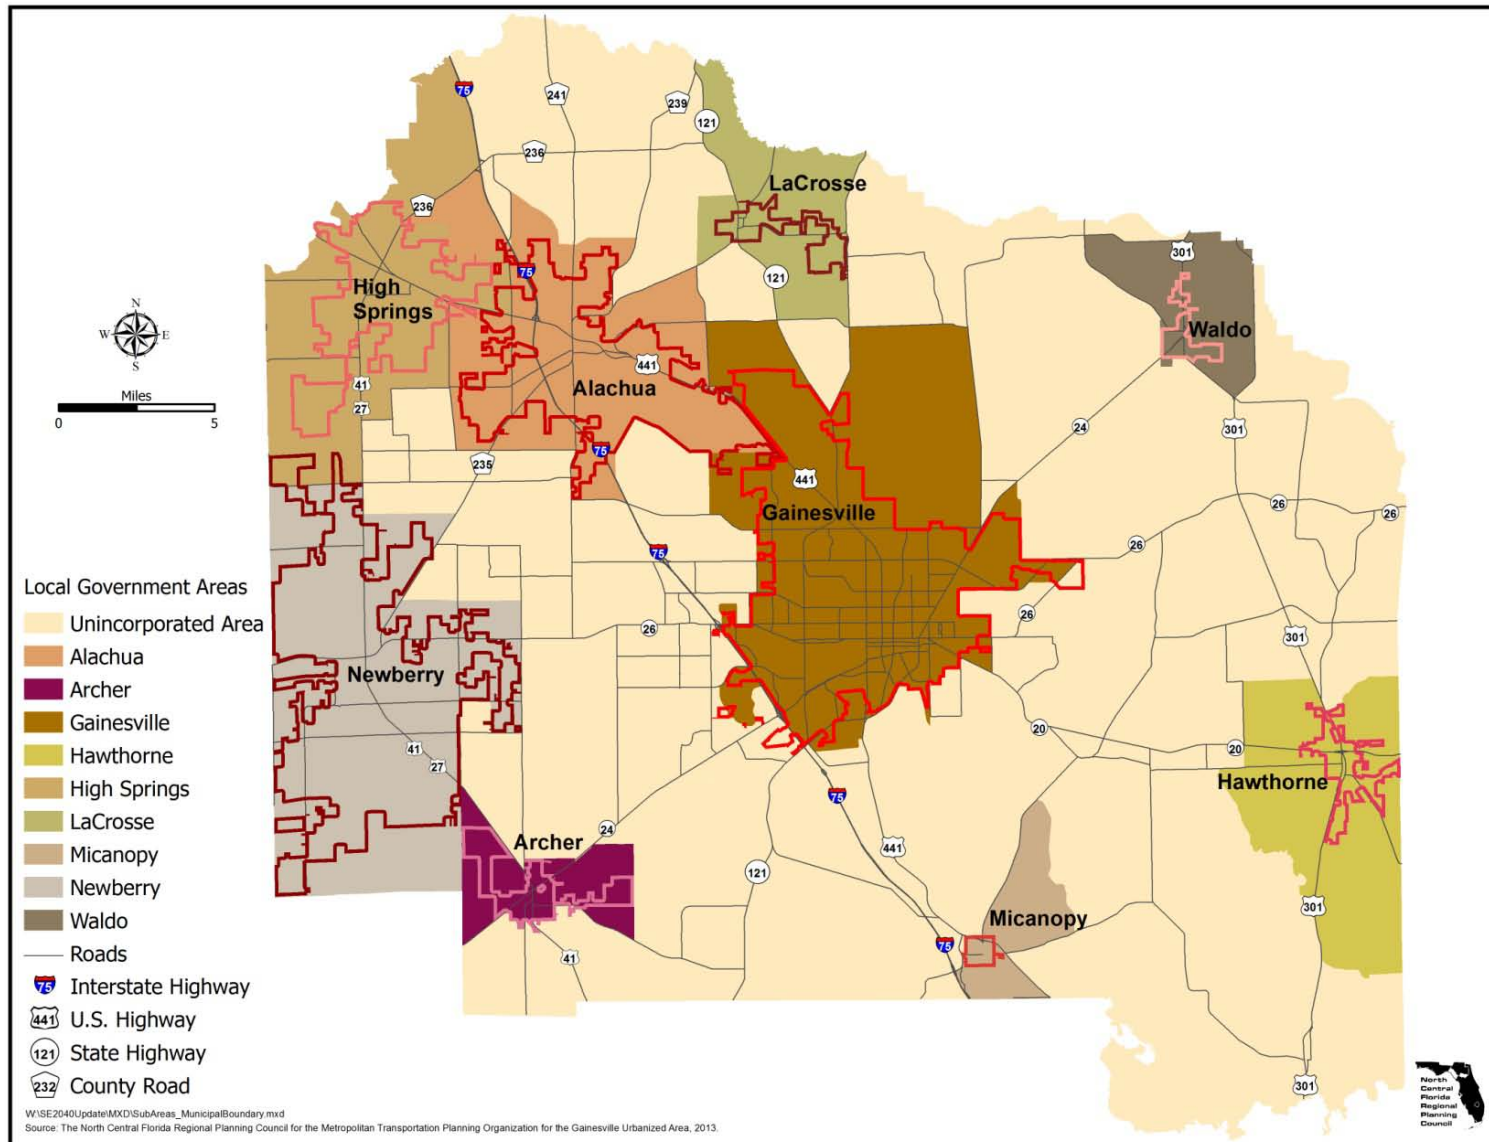 75
241
239
121
236
LaCrosse
236
301
75
121
High
Springs
N
W E
S
Waldo
Miles
0 5
441
41
27
Alachua
24
301
75
235
441
26
26
Gainesville
26
75
Local Government Areas
Unincorporated Area
Alachua
Archer
Gainesville
Hawthorne
High Springs
LaCrosse
Micanopy
Newberry
Waldo
Roads
75 Interstate Highway
441 U.S. Highway
121 State Highway
232 County Road
26
26
301
Newberry
20
20
41
27
Hawthorne
75
24
Archer
441
121
301
Micanopy
75
41
301
W:\SE2040Update\MXD\SubAreas_MunicipalBoundary.mxd
Source: The North Central Florida Regional Planning Council for the Metropolitan Transportation Planning Organization for the Gainesville Urbanized Area, 2013.
North
Central
Florida
Regional
Planning
Council